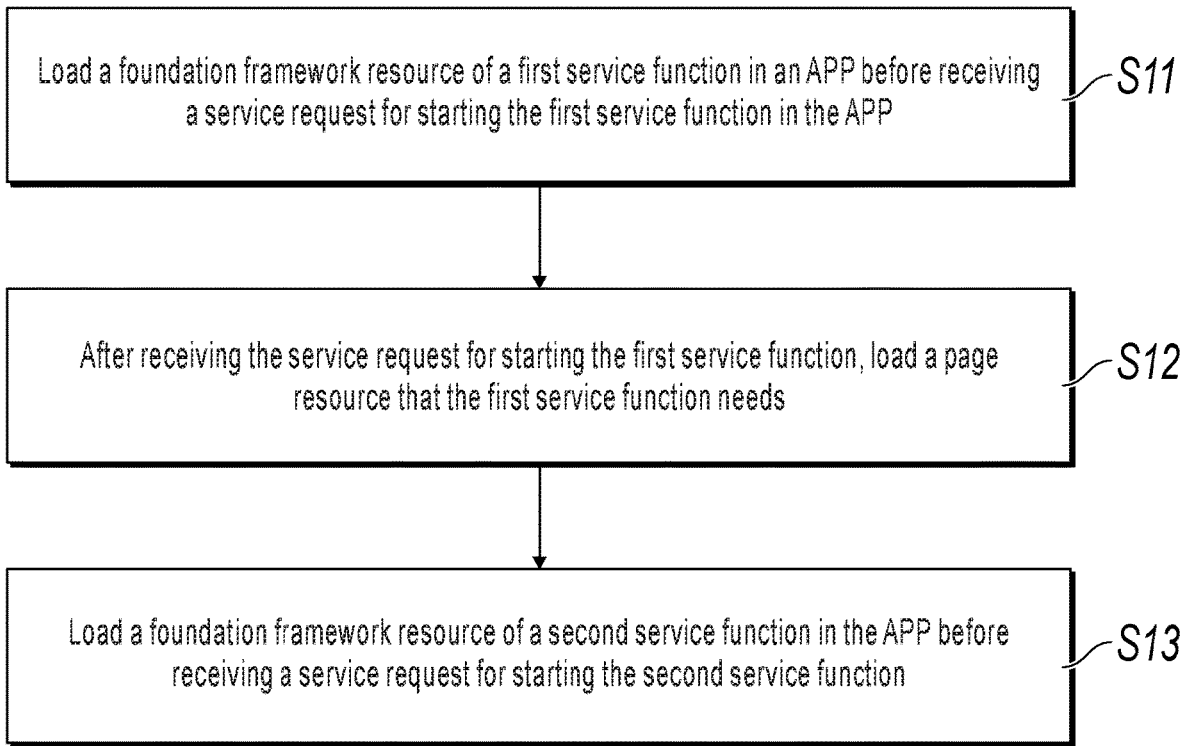 Load a foundation framework resource of a first service function in an APP before receiving
a service request for starting the first service function in the APP
S11
After receiving the service request for starting the first service function, load a page
resource that the first service function needs
S12
Load a foundation framework resource of a second service function in the APP before
receiving a service request for starting the second service function
S13